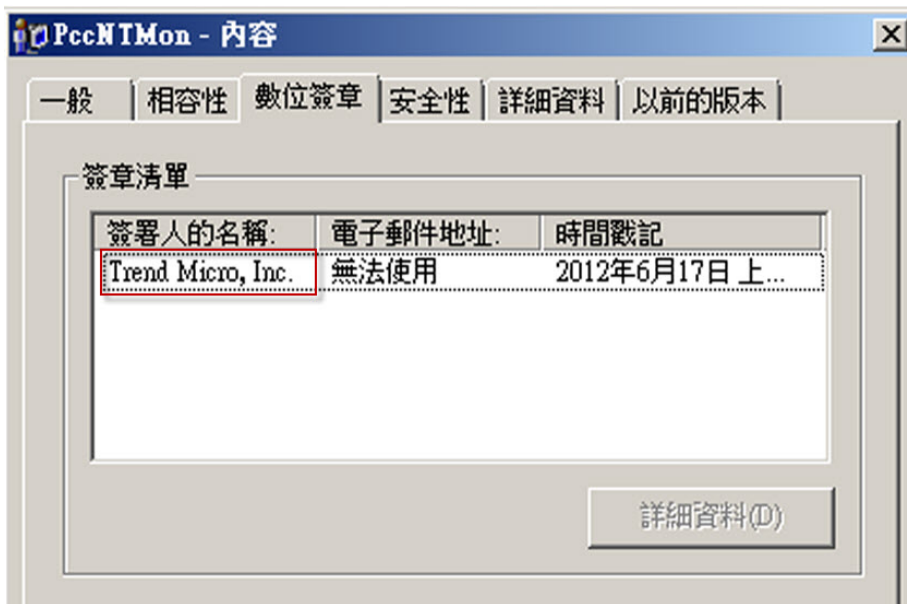 PccNTMon - 內容
一般 相容性 數位簽章 安全性 詳細資料 以前的版本
簽章清單
簽署人的名稱: 電子郵件地址: 時間戳記
Trend Micro, Inc. 無法使用 2012年6月17日 上...
詳細資料(D)